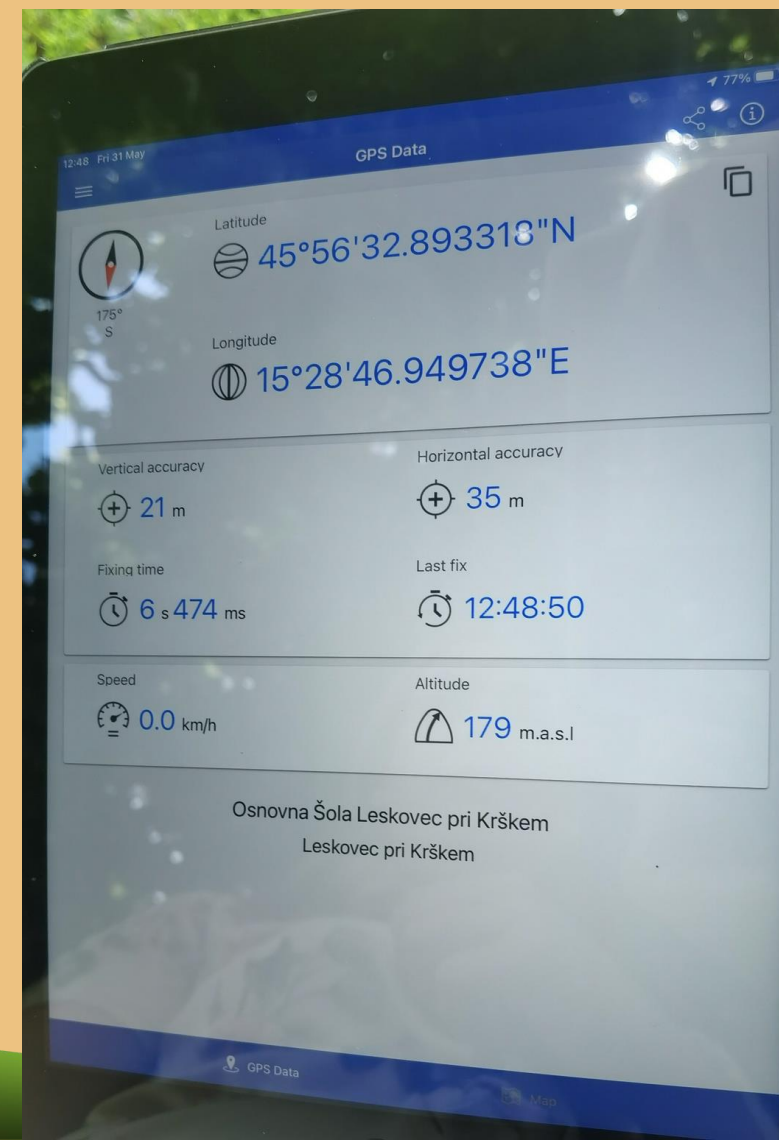 77%
12:48 Fri 31 May
GPS Data
Latitude
45°56'32.893318"N
175°
S
Longitude
15°28'46.949738"E
Vertical accuracy
Horizontal accuracy
21 m
35 m
Fixing time
Last fix
6 s 474 ms
12:48:50
Speed
Altitude
0.0 km/h
179 m.a.s.l
Osnovna Šola Leskovec pri Krškem
Leskovec pri Krškem
GPS Data
Map